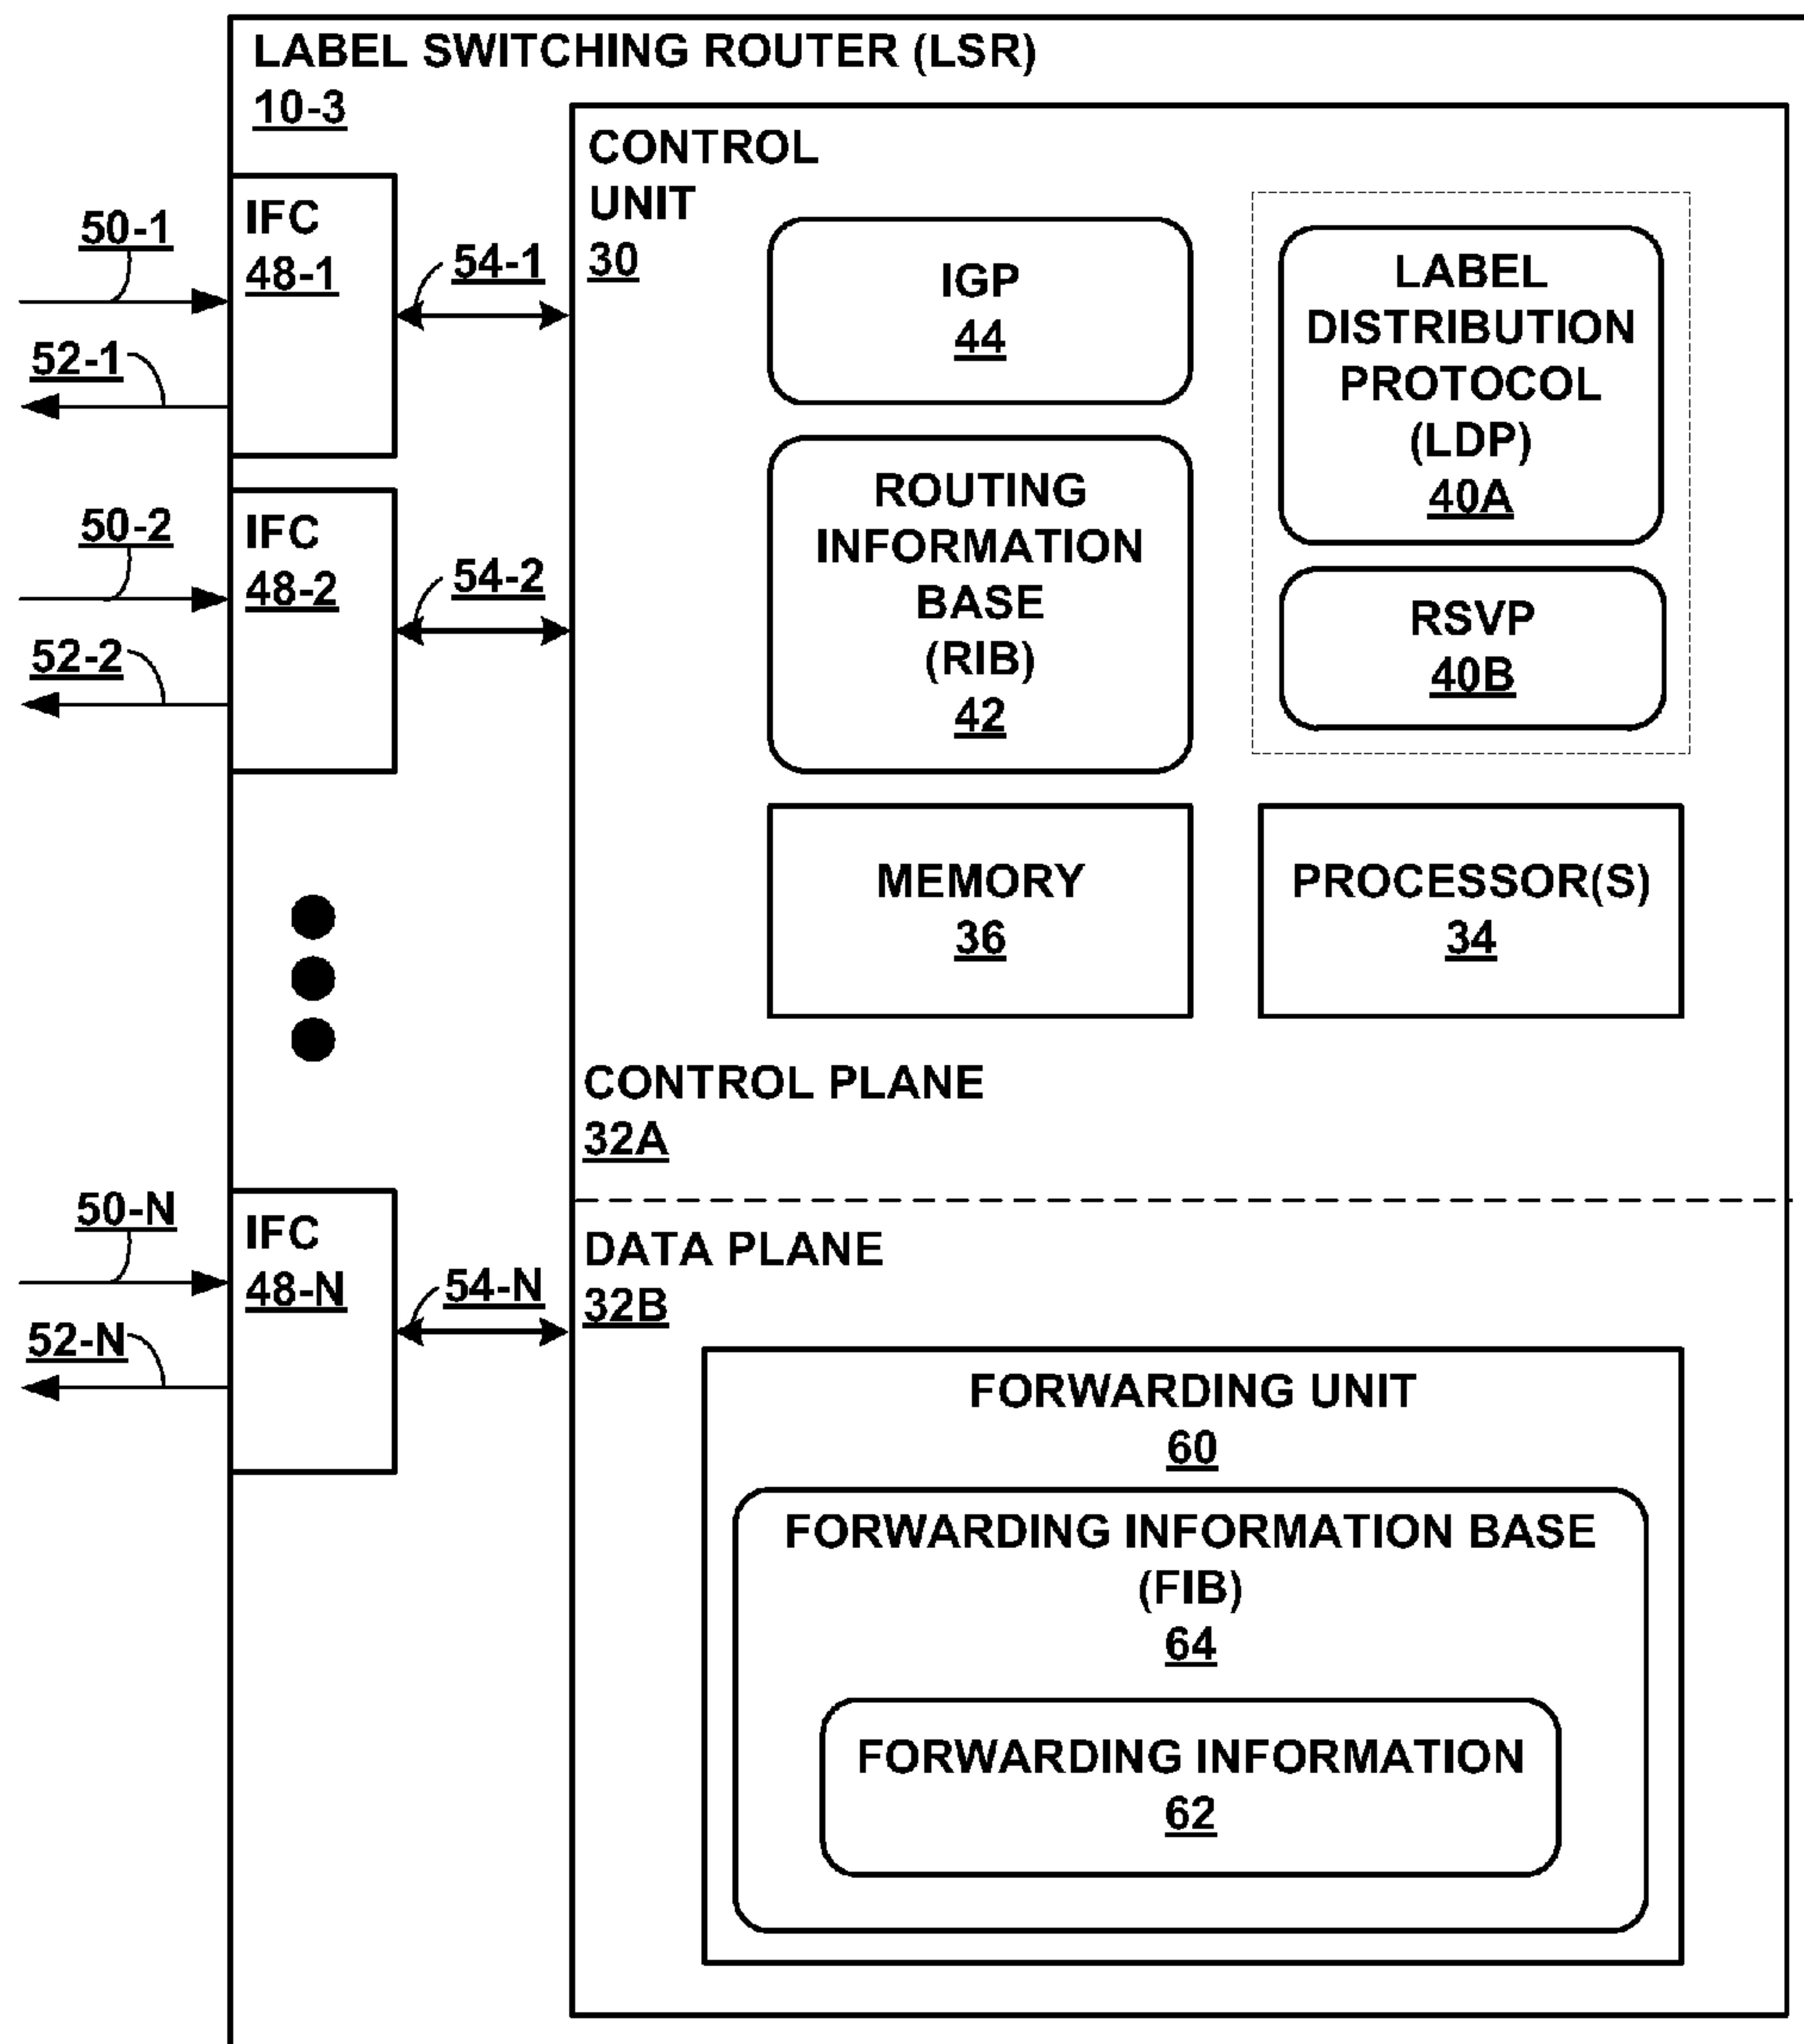 LABEL SWITCHING ROUTER (LSR)
10-3
IFC
48-1
50-1
52-1
54-1
IFC
48-2
50-2
52-2
54-2
IFC
48-N
50-N
52-N
54-N
CONTROL
UNIT
30
IGP
44
LABEL
DISTRIBUTION
PROTOCOL
(LDP)
40A
ROUTING
INFORMATION
BASE
(RIB)
42
RSVP
40B
MEMORY
36
PROCESSOR(S)
34
CONTROL PLANE
32A
DATA PLANE
32B
FORWARDING UNIT
60
FORWARDING INFORMATION BASE
(FIB)
64
FORWARDING INFORMATION
62